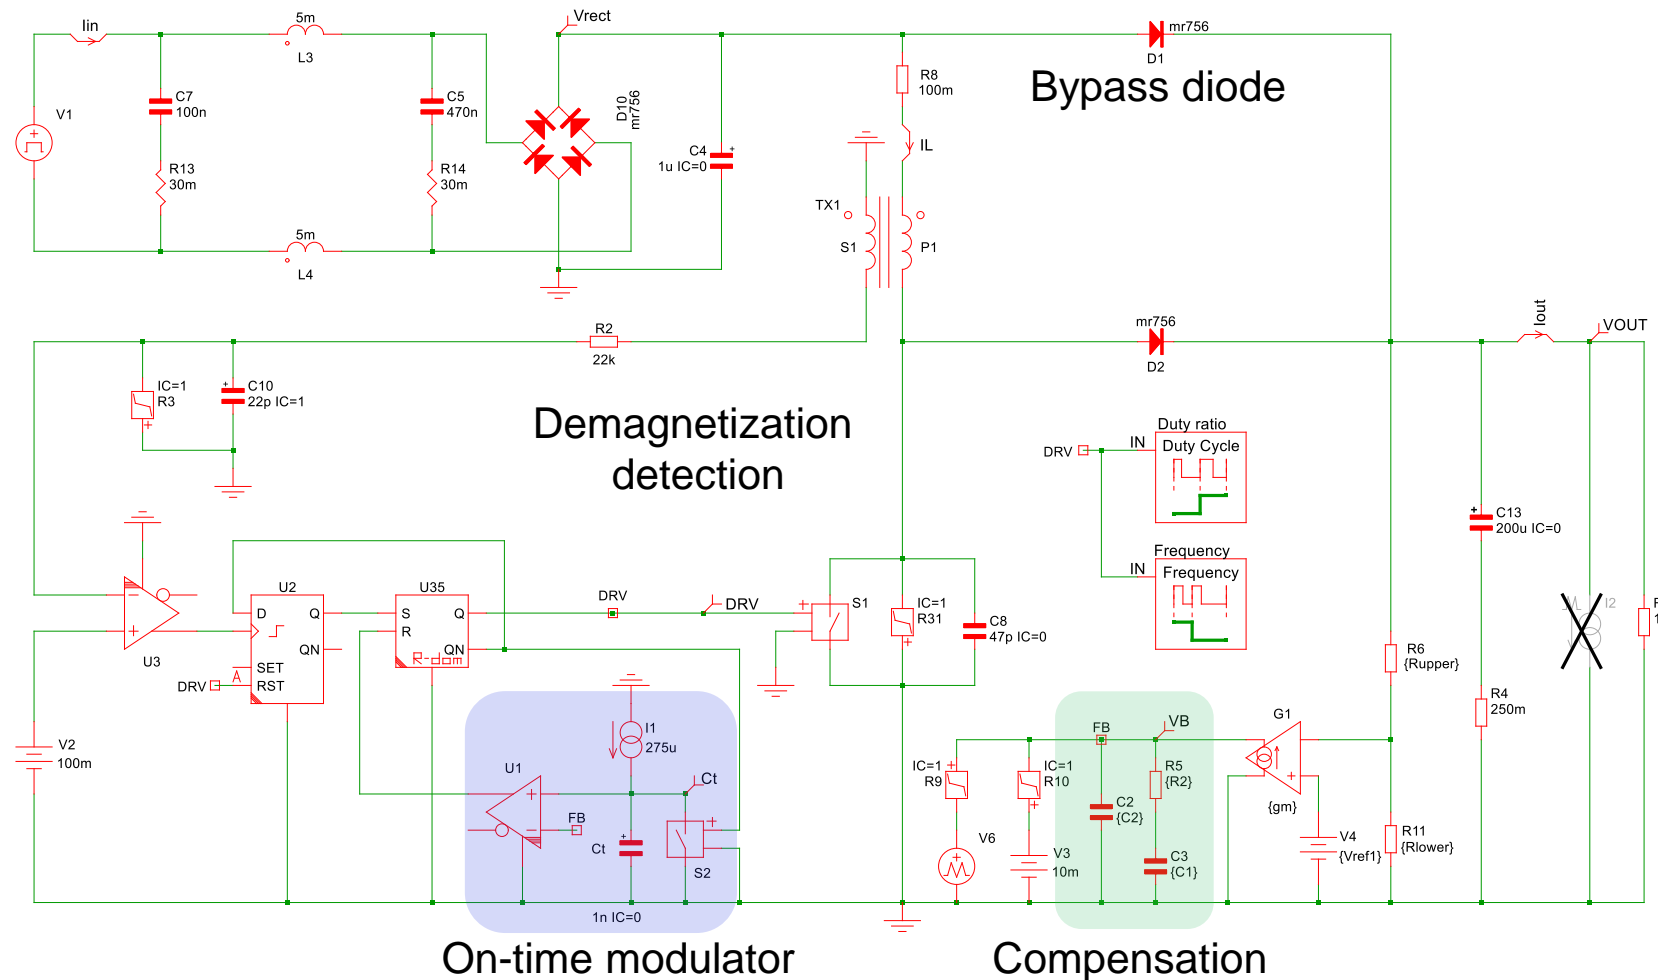 Iin
5m
L3
Vrect
mr756
D1
Bypass diode
C7
100n
C5
470n
D10
mr756
R8
100m
V1
IL
C4
1u IC=0
R13
30m
R14
30m
TX1
S1
P1
5m
L4
R2
22k
mr756
D2
Iout
VOUT
IC=1
R3
C10
22p IC=1
Demagnetization
detection
Duty ratio
Duty Cycle
DRV
IN
C13
200u IC=0
Frequency
Frequency
IN
U2
U35
D
Q
S
Q
R
QN
QN
R-dom
SET
RST
A
DRV
U3
DRV
DRV
S1
IC=1
R31
C8
47p IC=0
I2
R6
{Rupper}
R4
250m
V2
100m
I1
275u
U1
Ct
FB
Ct
S2
1n IC=0
FB
VB
G1
{gm}
IC=1
R9
IC=1
R10
R5
{R2}
C2
{C2}
C3
{C1}
V6
V3
10m
V4
{Vref1}
R11
{Rlower}
On-time modulator
Compensation